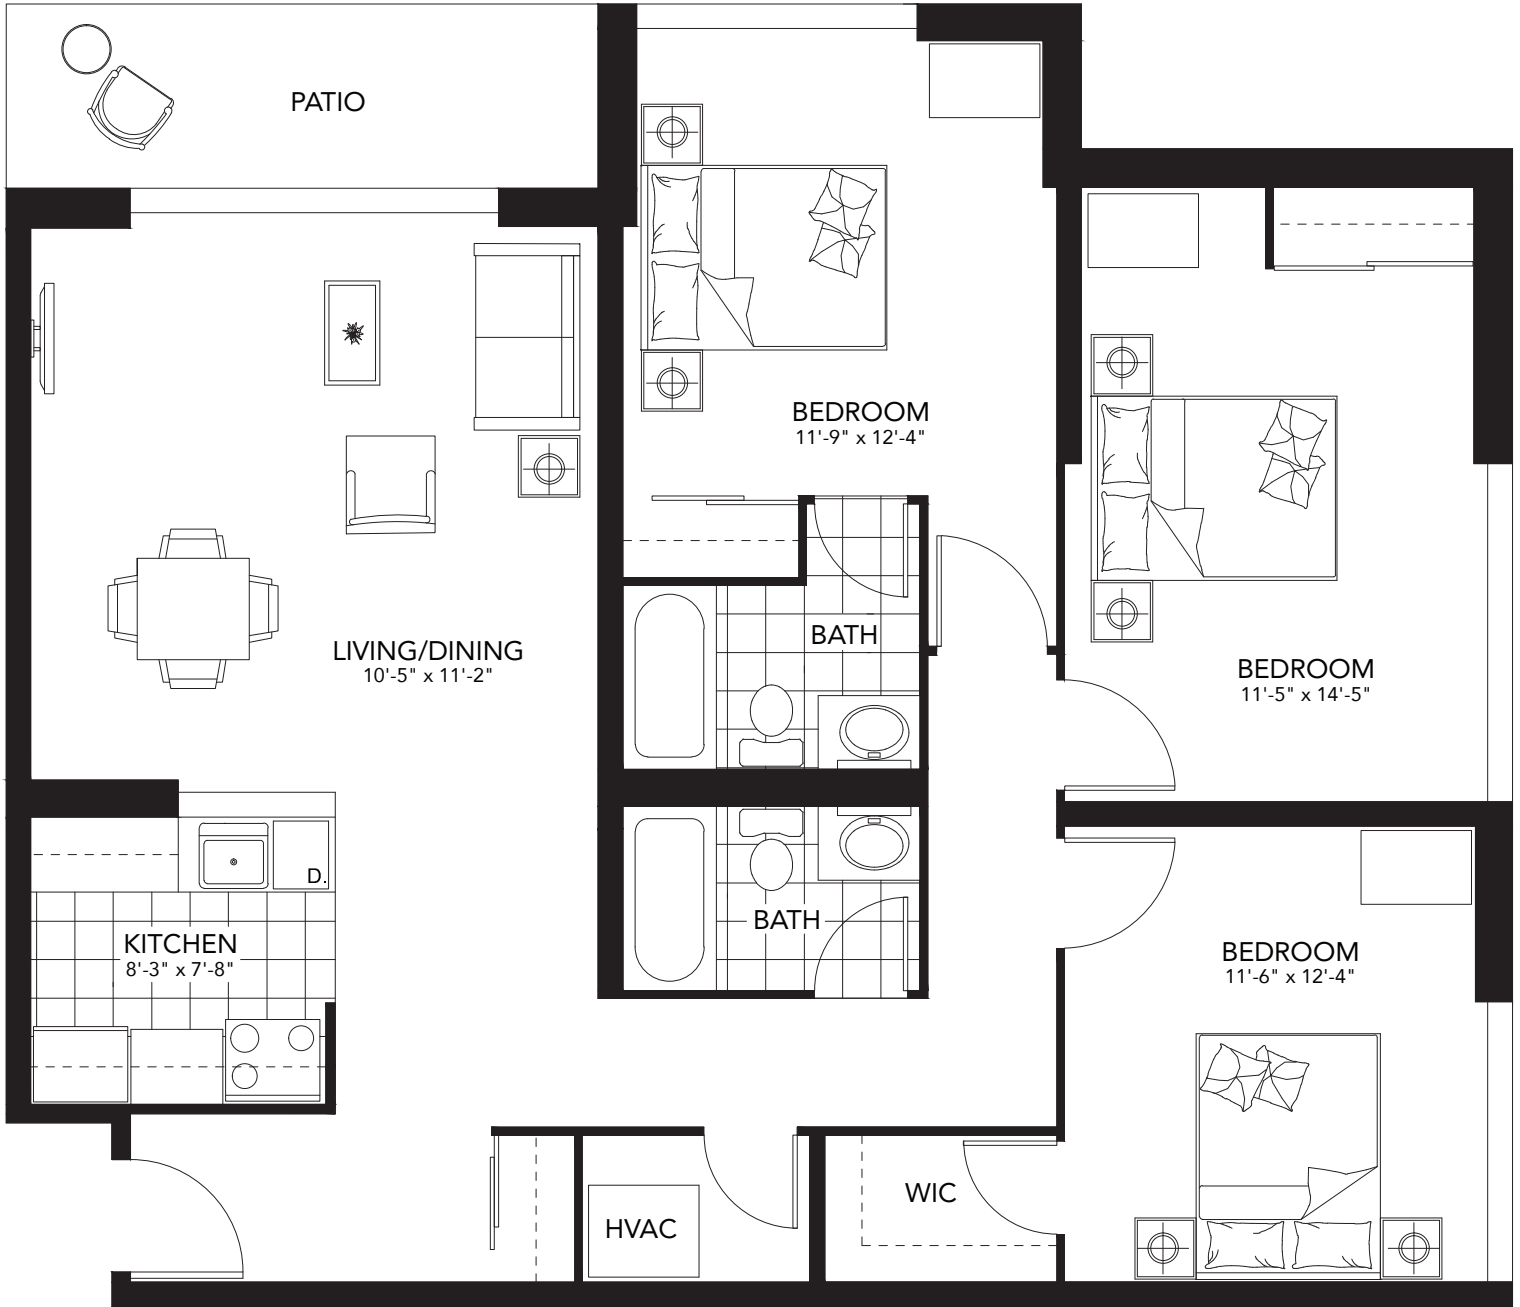 PATIO
BEDROOM
11'-9" x 12'-4"
LIVING/DINING
10'-5" x 11'-2"
BATH
BEDROOM
11'-5" x 14'-5"
D.
KITCHEN
8'-3" x 7'-8"
BATH
BEDROOM
11'-6" x 12'-4"
WIC
HVAC